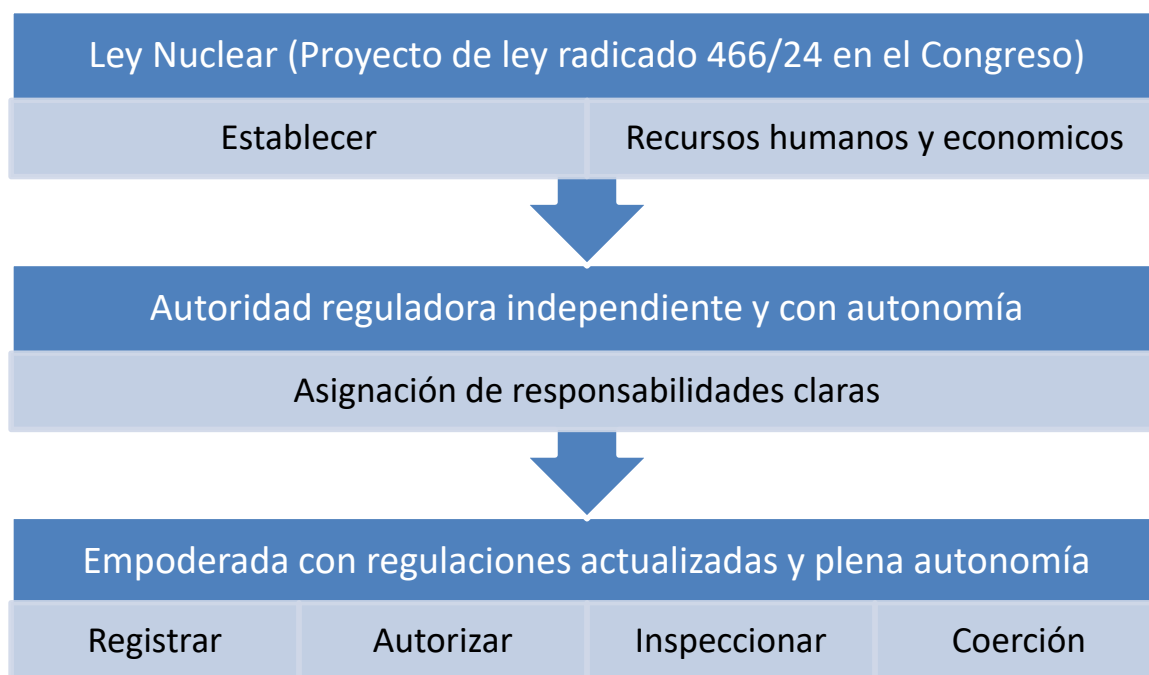 Ley Nuclear (Proyecto de ley radicado 466/24 en el Congreso)
Establecer
Recursos humanos y economicos
Autoridad reguladora independiente y con autonomía
Asignación de responsabilidades claras
Empoderada con regulaciones actualizadas y plena autonomía
Registrar
Autorizar
Inspeccionar
Coerción